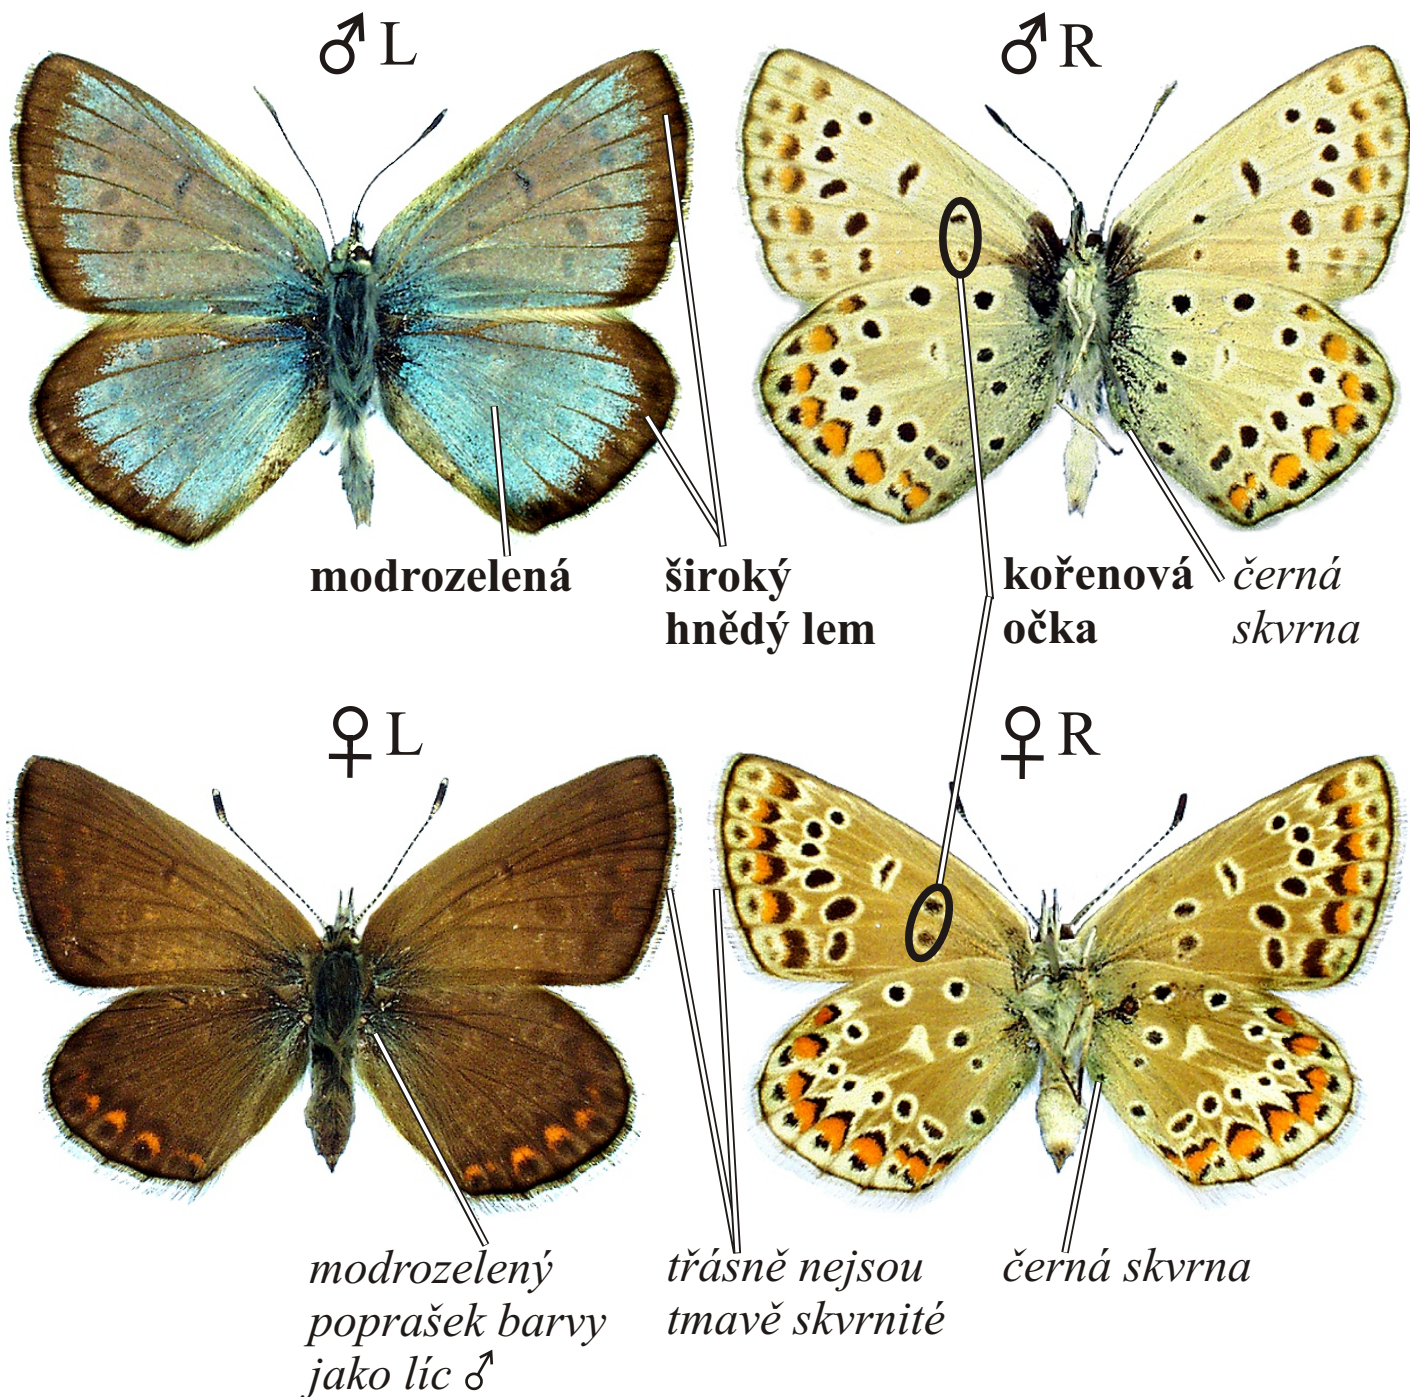 ♂ L
♂ R
modrozelená
široký
hnědý lem
kořenová
očka
černá
skvrna
♀ L
♀ R
modrozelený
poprašek barvy
jako líc ♂
třásně nejsou
tmavě skvrnité
černá skvrna